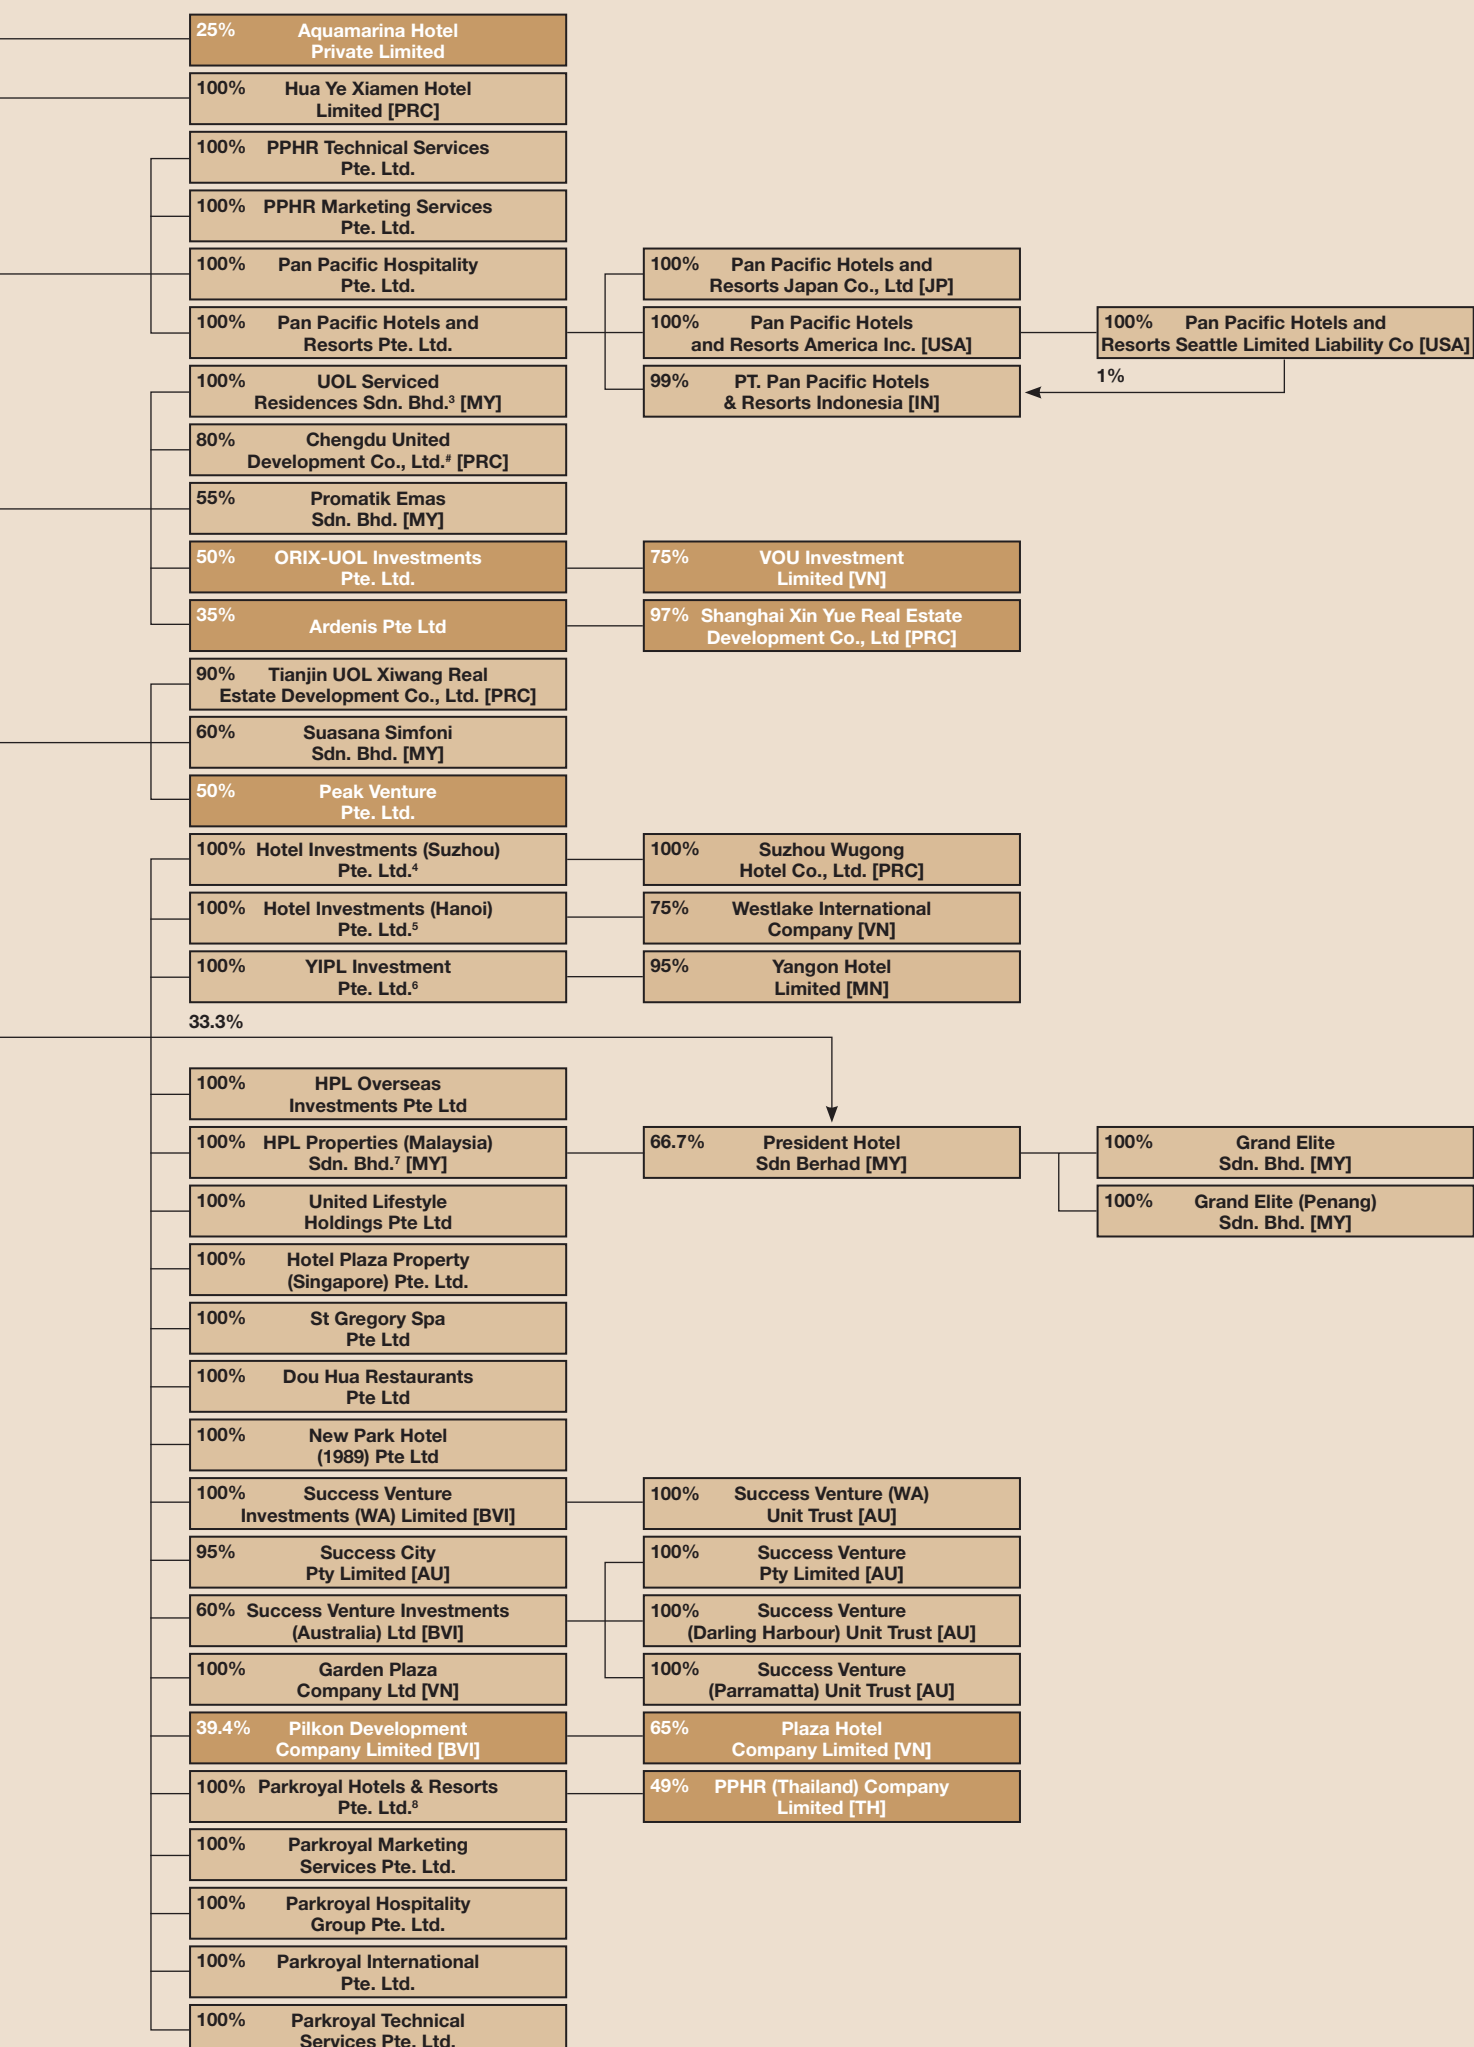 25% Aquamarina Hotel
Private Limited
100% Hua Ye Xiamen Hotel
Limited [PRC]
100% PPHR Technical Services
Pte. Ltd.
100% PPHR Marketing Services
Pte. Ltd.
100% Pan Pacific Hospitality
Pte. Ltd.
100% Pan Pacific Hotels and
Resorts Japan Co., Ltd [JP]
100% Pan Pacific Hotels and
Resorts Pte. Ltd.
100% Pan Pacific Hotels
and Resorts America Inc. [USA]
100% Pan Pacific Hotels and
Resorts Seattle Limited Liability Co [USA]
1%
100% UOL Serviced
Residences Sdn. Bhd.³ [MY]
99% PT. Pan Pacific Hotels
& Resorts Indonesia [IN]
80% Chengdu United
Development Co., Ltd.# [PRC]
55% Promatik Emas
Sdn. Bhd. [MY]
50% ORIX-UOL Investments
Pte. Ltd.
75% VOU Investment
Limited [VN]
35% Ardenis Pte Ltd
97% Shanghai Xin Yue Real Estate
Development Co., Ltd [PRC]
90% Tianjin UOL Xiwang Real
Estate Development Co., Ltd. [PRC]
60% Suasana Simfoni
Sdn. Bhd. [MY]
50% Peak Venture
Pte. Ltd.
100% Hotel Investments (Suzhou)
Pte. Ltd.⁴
100% Suzhou Wugong
Hotel Co., Ltd. [PRC]
100% Hotel Investments (Hanoi)
Pte. Ltd.⁵
75% Westlake International
Company [VN]
100% YIPL Investment
Pte. Ltd.⁶
95% Yangon Hotel
Limited [MN]
33.3%
100% HPL Overseas
Investments Pte Ltd
100% HPL Properties (Malaysia)
Sdn. Bhd.⁷ [MY]
66.7% President Hotel
Sdn Berhad [MY]
100% Grand Elite
Sdn. Bhd. [MY]
100% United Lifestyle
Holdings Pte Ltd
100% Grand Elite (Penang)
Sdn. Bhd. [MY]
100% Hotel Plaza Property
(Singapore) Pte. Ltd.
100% St Gregory Spa
Pte Ltd
100% Dou Hua Restaurants
Pte Ltd
100% New Park Hotel
(1989) Pte Ltd
100% Success Venture
Investments (WA) Limited [BVI]
100% Success Venture (WA)
Unit Trust [AU]
95% Success City
Pty Limited [AU]
100% Success Venture
Pty Limited [AU]
60% Success Venture Investments
(Australia) Ltd [BVI]
100% Success Venture
(Darling Harbour) Unit Trust [AU]
100% Garden Plaza
Company Ltd [VN]
100% Success Venture
(Parramatta) Unit Trust [AU]
39.4% Pilkon Development
Company Limited [BVI]
65% Plaza Hotel
Company Limited [VN]
100% Parkroyal Hotels & Resorts
Pte. Ltd.⁸
49% PPHR (Thailand) Company
Limited [TH]
100% Parkroyal Marketing
Services Pte. Ltd.
100% Parkroyal Hospitality
Group Pte. Ltd.
100% Parkroyal International
Pte. Ltd.
100% Parkroyal Technical
Services Pte. Ltd.